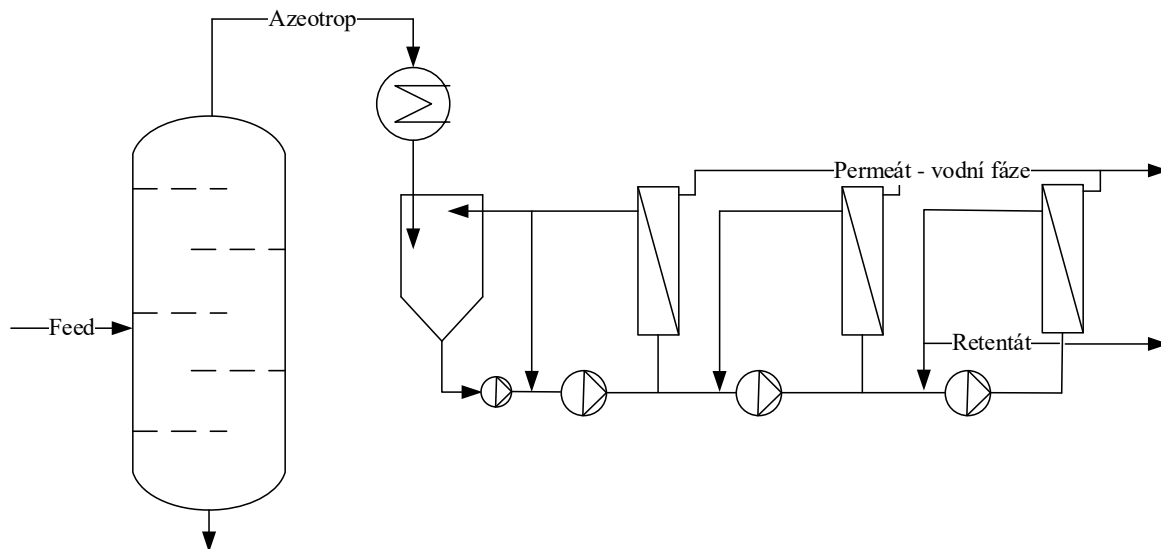 Azeotrop
Permeát - vodní fáze
Feed
Retentát